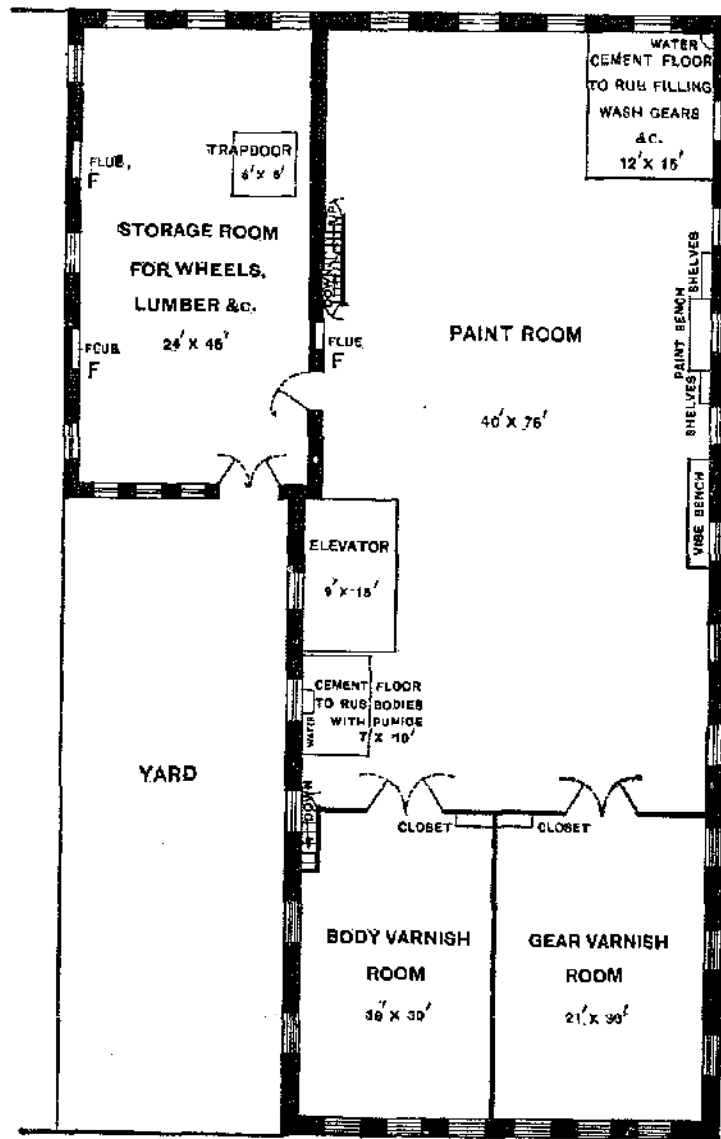 WATER
CEMENT FLOOR
TO RUB FILLING
WASH GEARS
&C.
12' X 15'
TRAPDOOR
FLUE,
F
STORAGE ROOM
FOR WHEELS,
LUMBER &c.
FLUE
F
UP
DOWN
FLUE
F
PAINT ROOM
40' X 76'
SHELVES
PAINT BENCH
SHELVES
VISE BENCH
ELEVATOR
9' X 15'
CEMENT FLOOR
TO RUB BODIES
WITH PUMICE
7' X 10'
WATER
YARD
DOWN
CLOSET
CLOSET
BODY VARNISH
ROOM
GEAR VARNISH
ROOM
21' X 30'